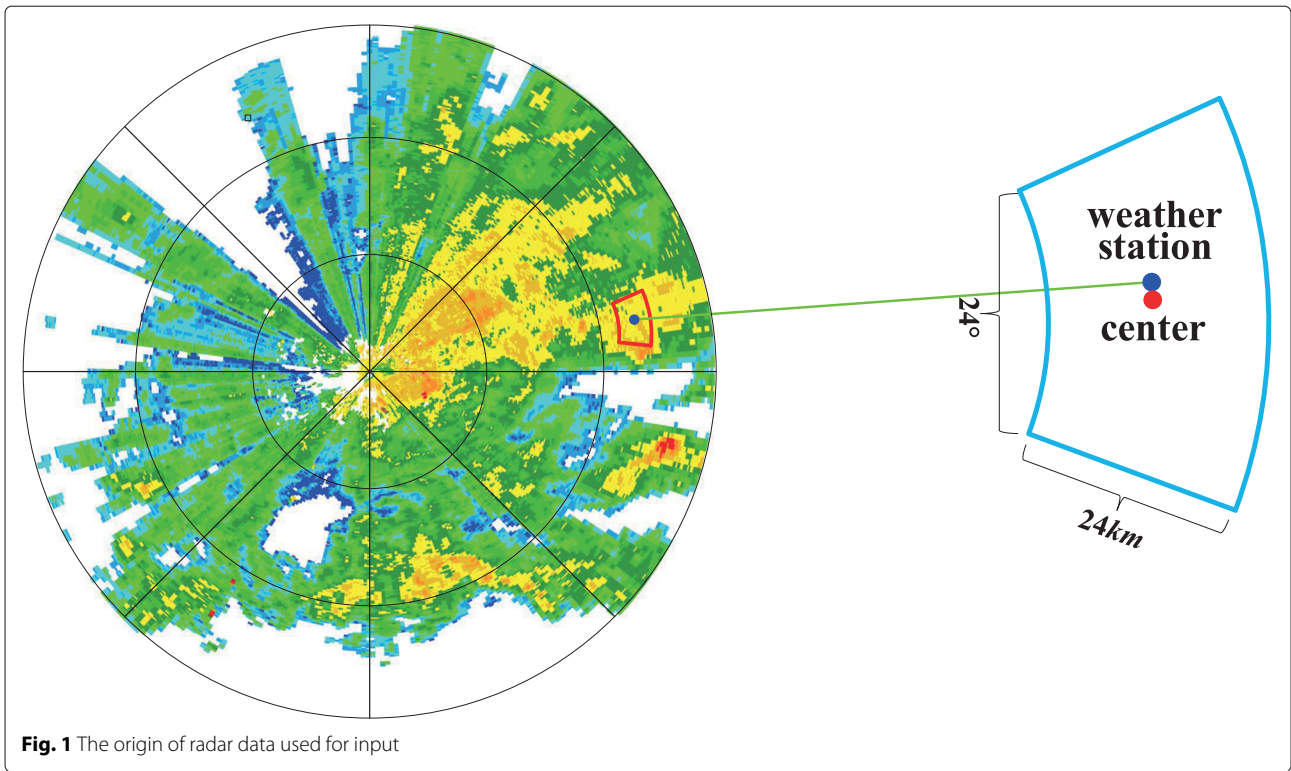 weather
station
center
24°
24km
Fig. 1 The origin of radar data used for input